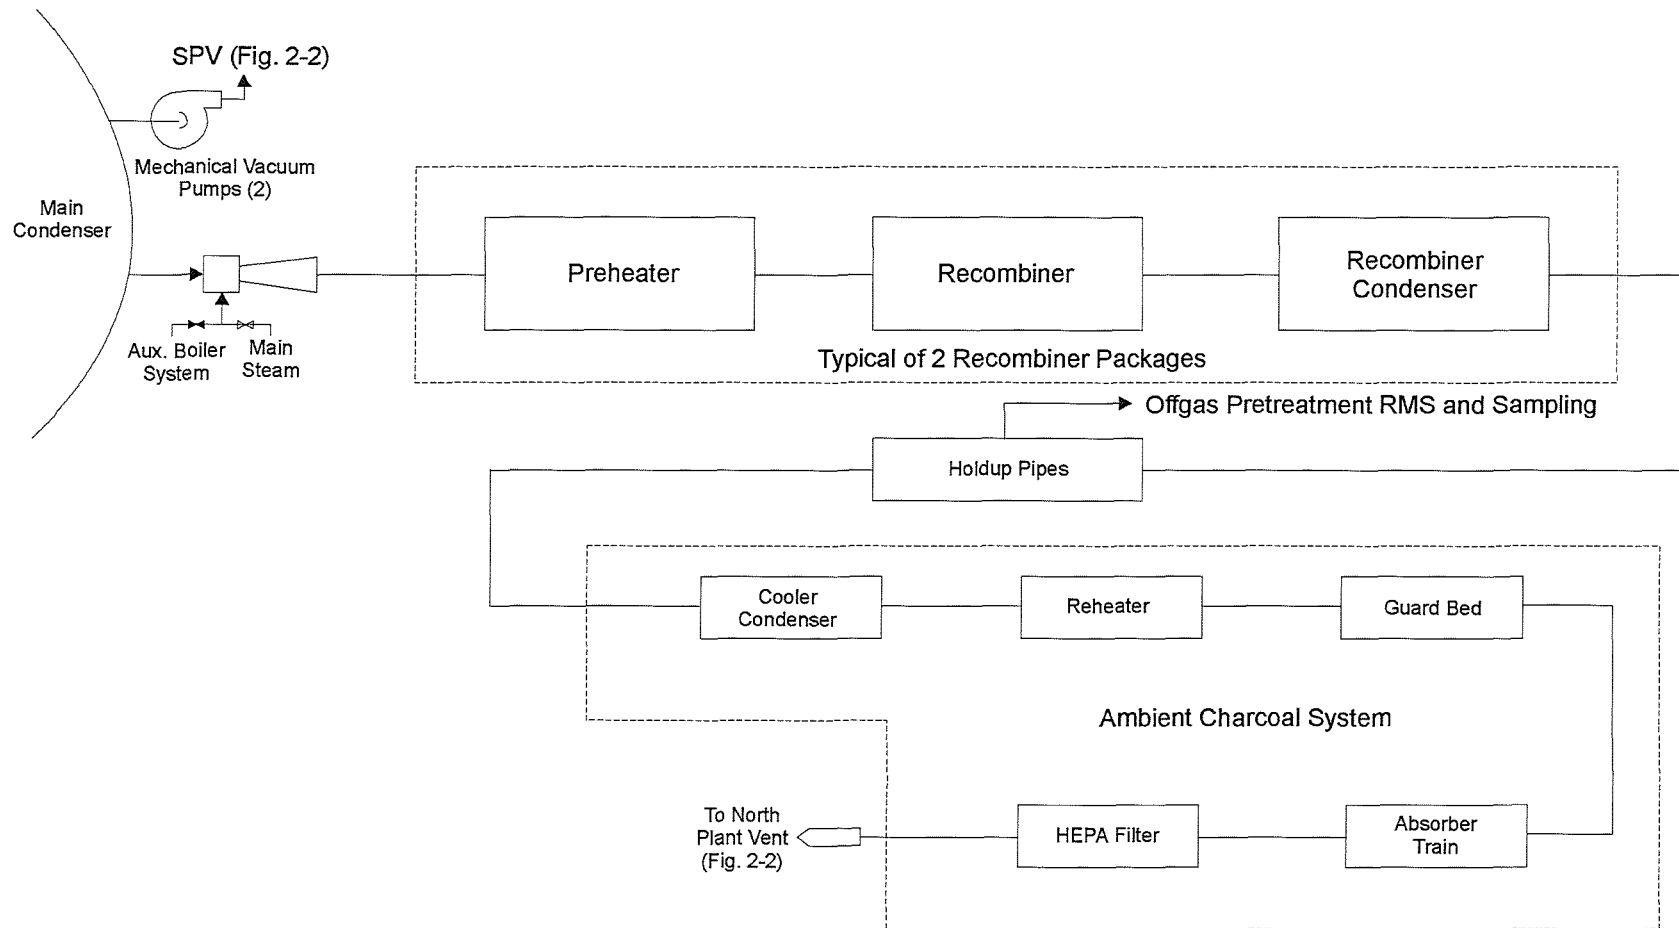 SPV (Fig. 2-2)
Mechanical Vacuum
Pumps (2)
Main
Condenser
Aux. Boiler
System
Main
Steam
Preheater
Recombiner
Recombiner
Condenser
Typical of 2 Recombiner Packages
Offgas Pretreatment RMS and Sampling
Holdup Pipes
Cooler
Condenser
Reheater
Guard Bed
Ambient Charcoal System
To North
Plant Vent
(Fig. 2-2)
HEPA Filter
Absorber
Train